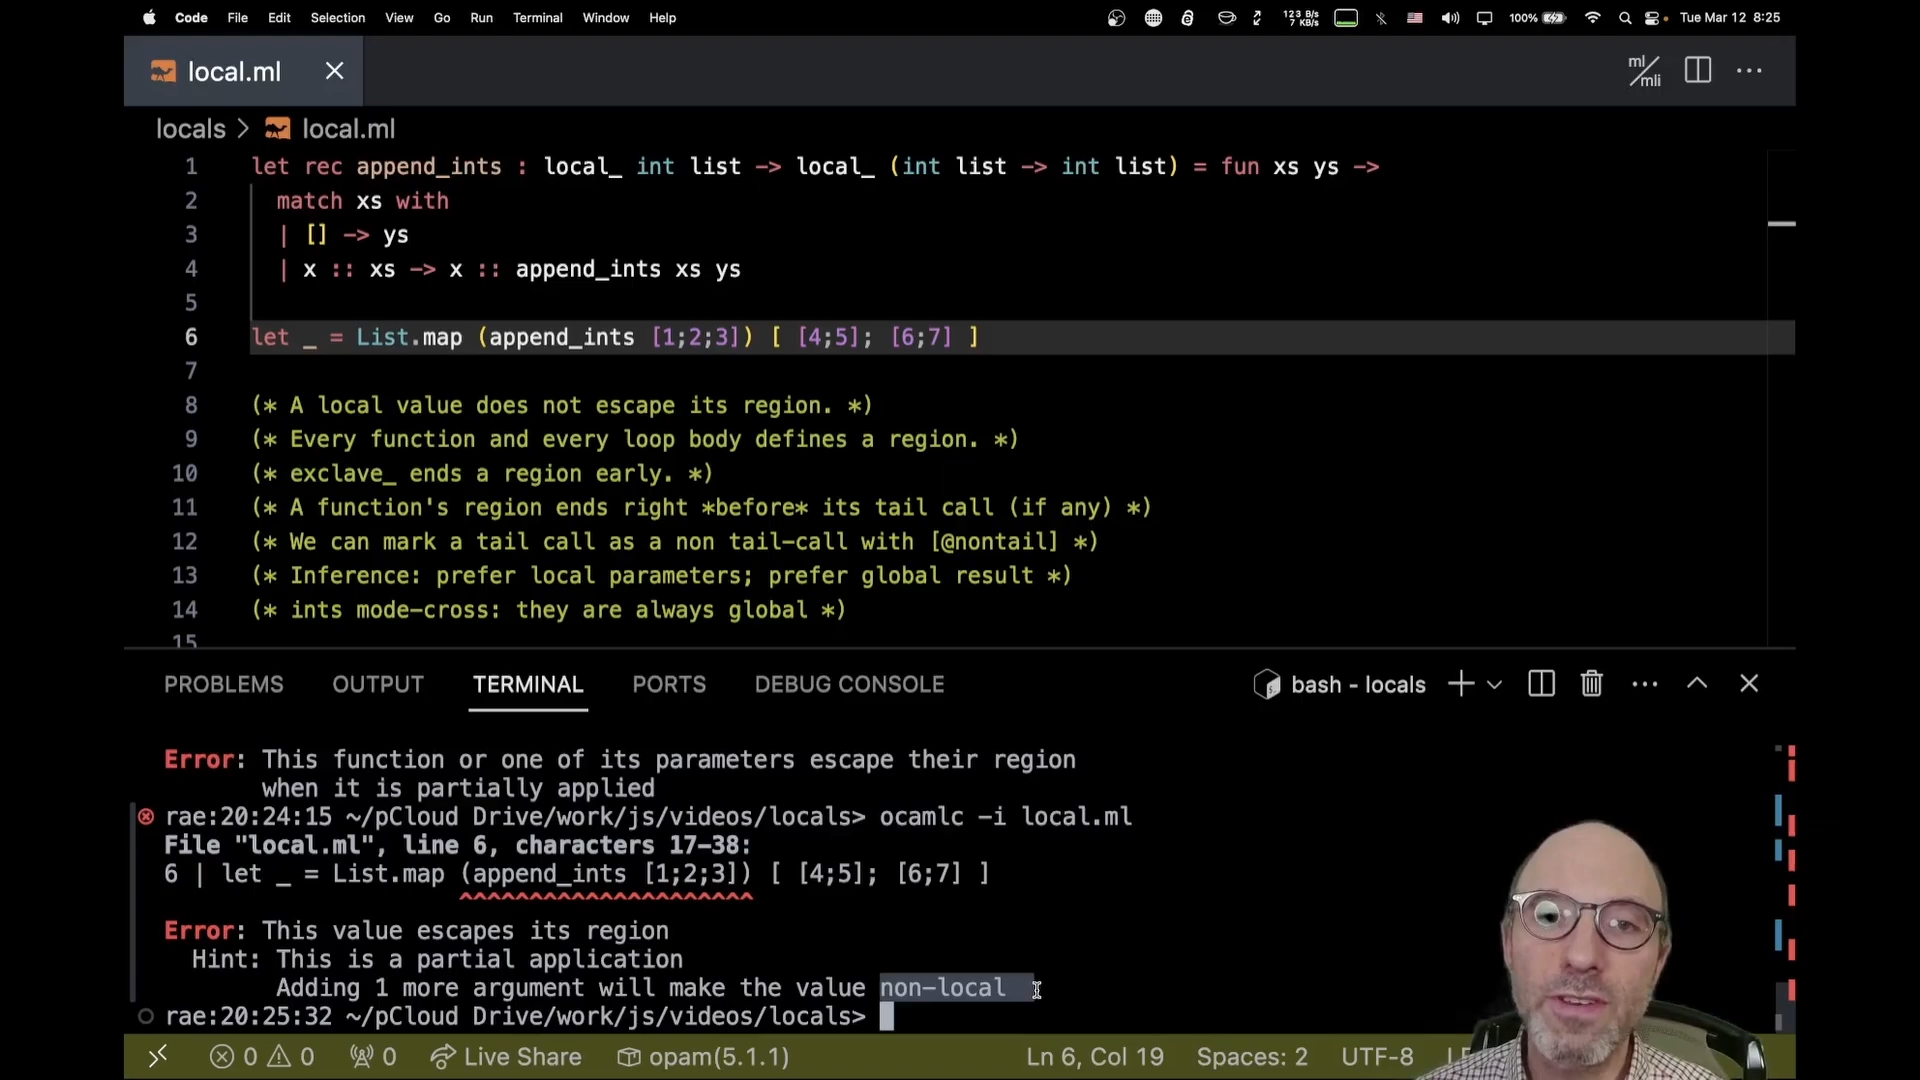 Code File Edit Selection View Go Run Terminal Window Help 123 B/s 7 KB/s 100% Tue Mar 12 8:25
local.ml ml/mli
locals > local.ml
1 let rec append_ints : local_ int list -> local_ (int list -> int list) = fun xs ys ->
2 match xs with
3 | [] -> ys
4 | x :: xs -> x :: append_ints xs ys
5
6 let _ = List.map (append_ints [1;2;3]) [ [4;5]; [6;7] ]
7
8 (* A local value does not escape its region. *)
9 (* Every function and every loop body defines a region. *)
10 (* exclave_ ends a region early. *)
11 (* A function's region ends right *before* its tail call (if any) *)
12 (* We can mark a tail call as a non tail-call with [@nontail] *)
13 (* Inference: prefer local parameters; prefer global result *)
14 (* ints mode-cross: they are always global *)
15
PROBLEMS OUTPUT TERMINAL PORTS DEBUG CONSOLE bash - locals
Error: This function or one of its parameters escape their region
when it is partially applied
rae:20:24:15 ~/pCloud Drive/work/js/videos/locals> ocamlc -i local.ml
File "local.ml", line 6, characters 17-38:
6 | let _ = List.map (append_ints [1;2;3]) [ [4;5]; [6;7] ]
^^^^^^^^^^^^^^^^^^^^^
Error: This value escapes its region
Hint: This is a partial application
Adding 1 more argument will make the value non-local
rae:20:25:32 ~/pCloud Drive/work/js/videos/locals>
0 0 0 Live Share opam(5.1.1) Ln 6, Col 19 Spaces: 2 UTF-8